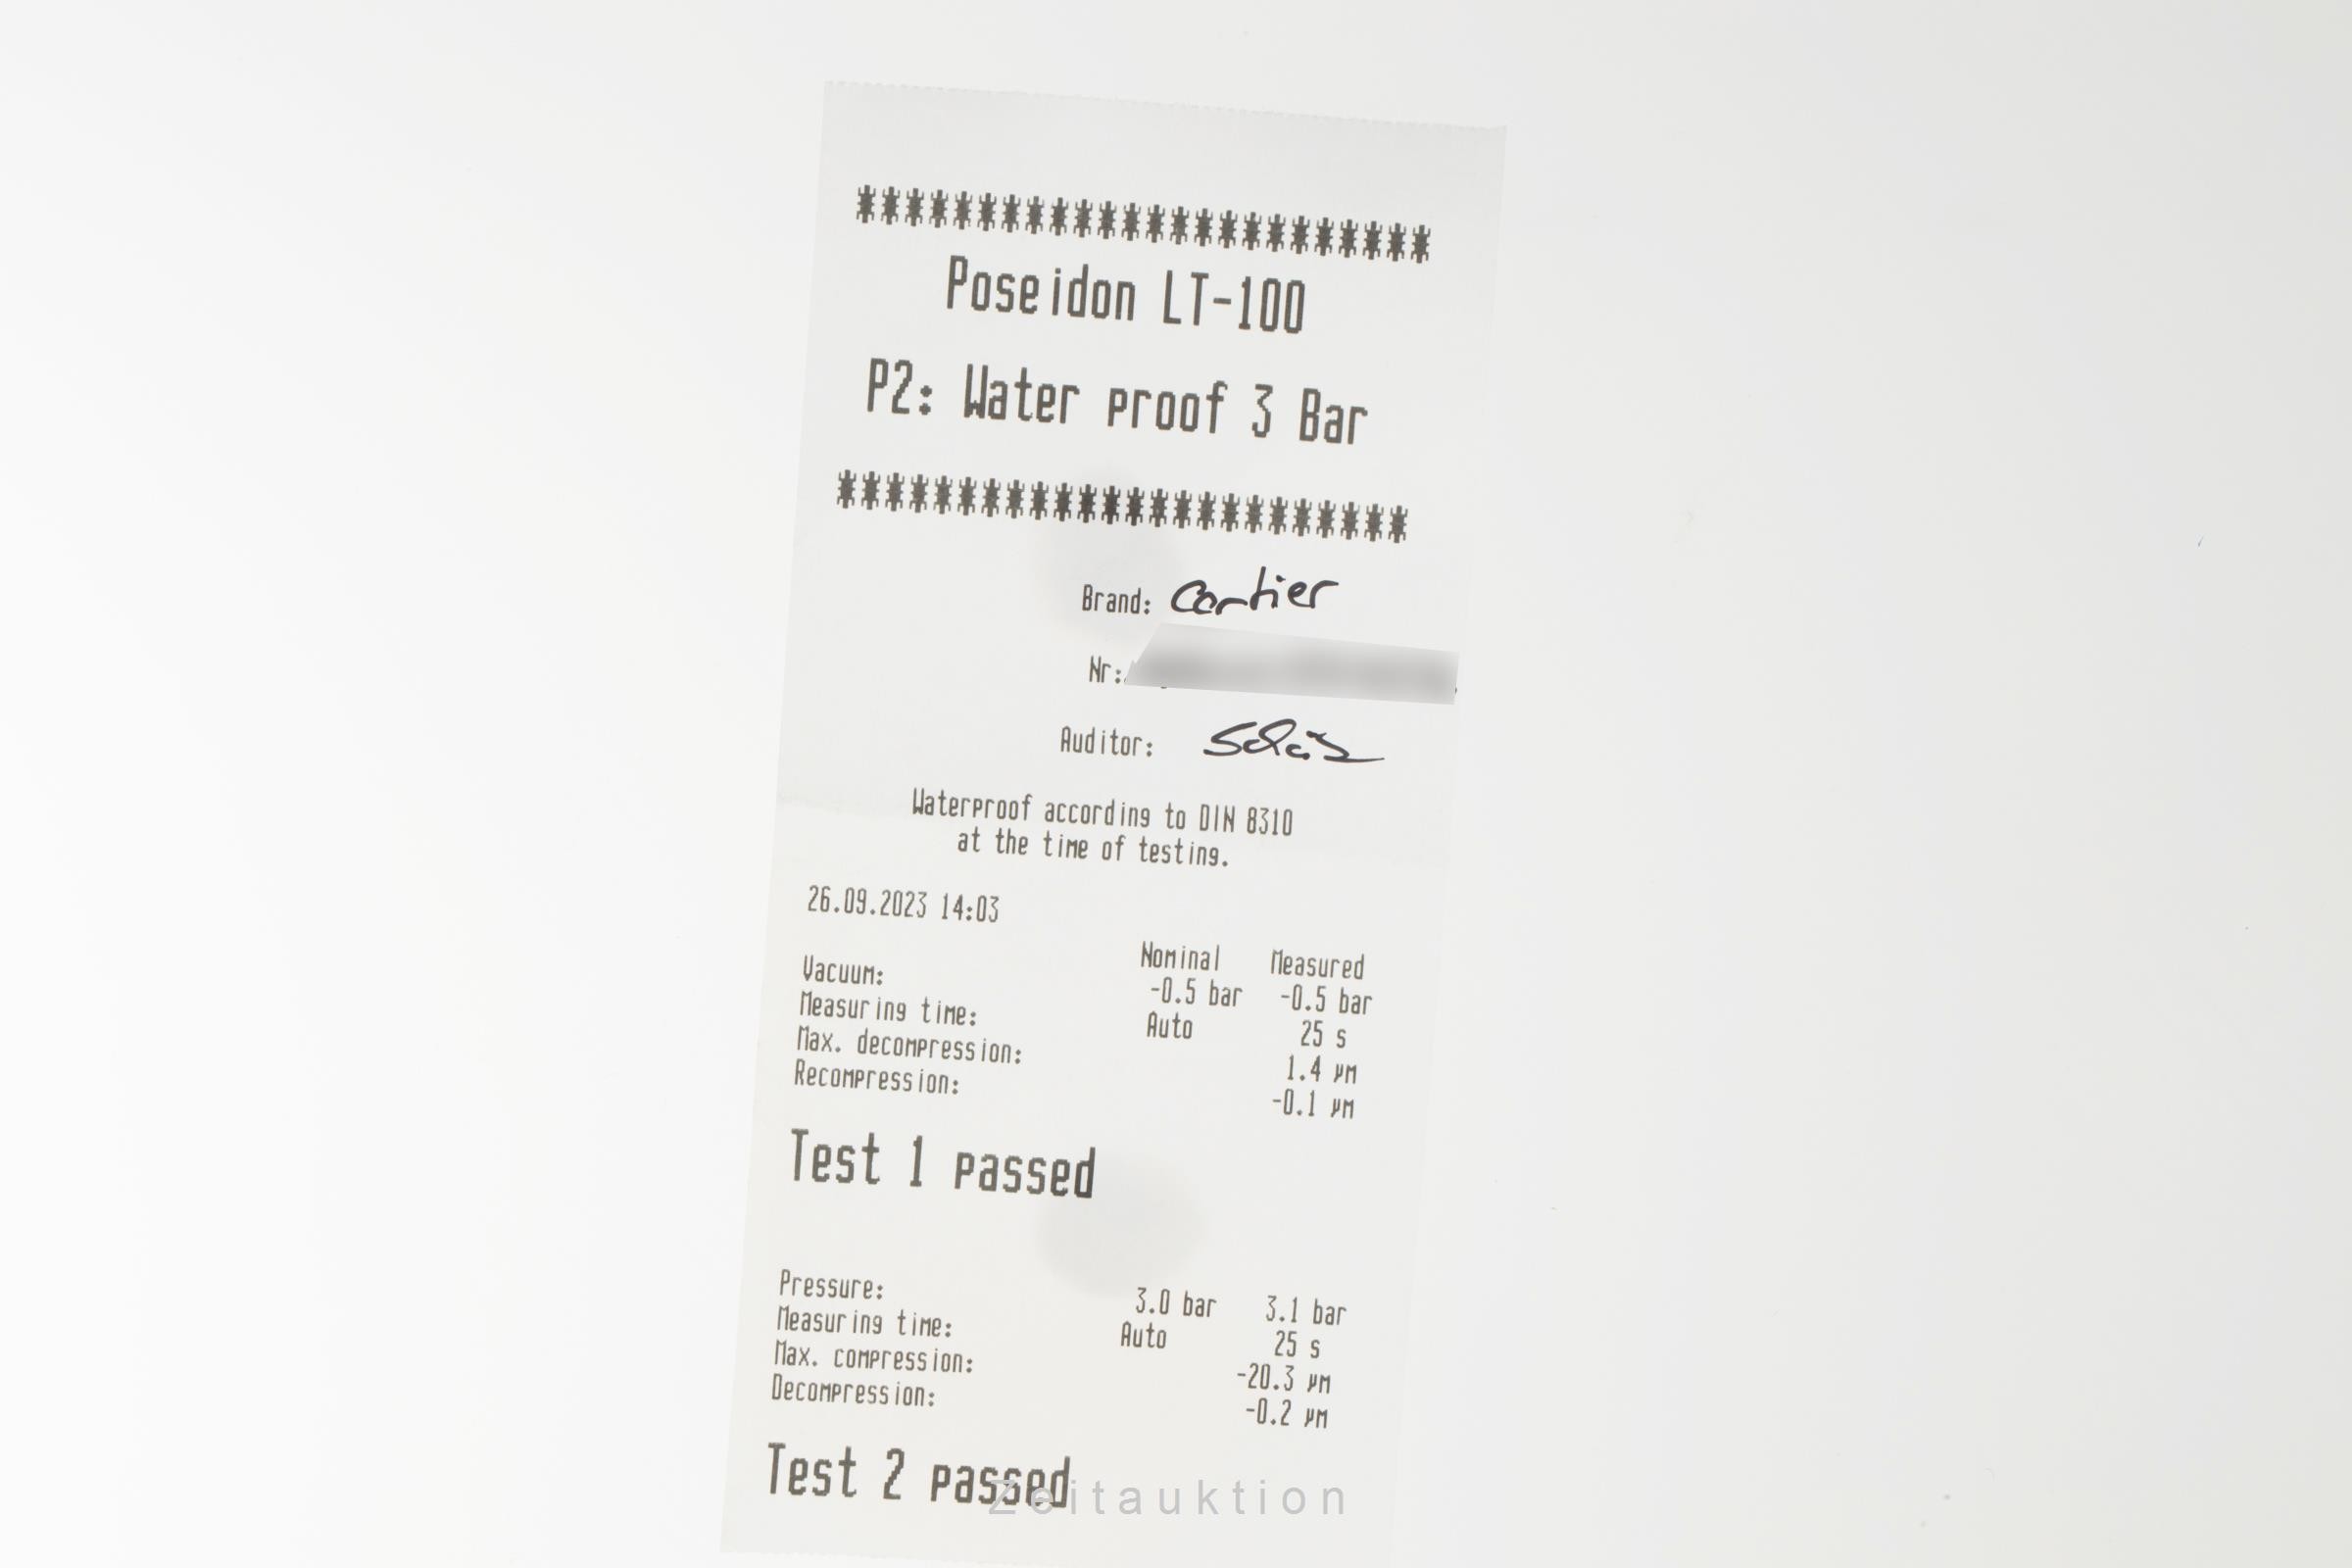 ************************
Poseidon LT-100
P2: Water proof 3 Bar
************************
Brand: Cartier
Nr:
Auditor:
Waterproof according to DIN 8310
at the time of testing.
26.09.2023 14:03
Nominal Measured
Vacuum: -0.5 bar -0.5 bar
Measuring time: Auto 25 s
Max. decompression: 1.4 µm
Recompression: -0.1 µm
Test 1 passed
Pressure: 3.0 bar 3.1 bar
Measuring time: Auto 25 s
Max. compression: -20.3 µm
Decompression: -0.2 µm
Test 2 passed
Zeitauktion